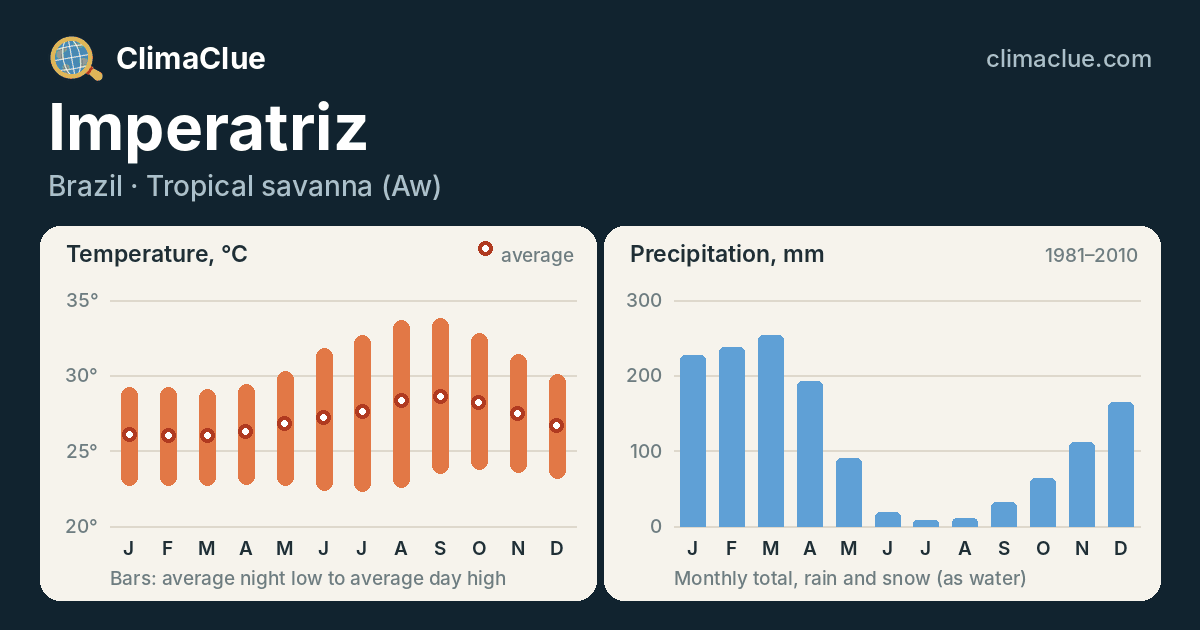 ClimaClue
climaclue.com
Imperatriz
Brazil · Tropical savanna (Aw)
Temperature, °C
average
35°
30°
25°
20°
J F M A M J J A S O N D
Bars: average night low to average day high
Precipitation, mm
1981–2010
300
200
100
0
J F M A M J J A S O N D
Monthly total, rain and snow (as water)